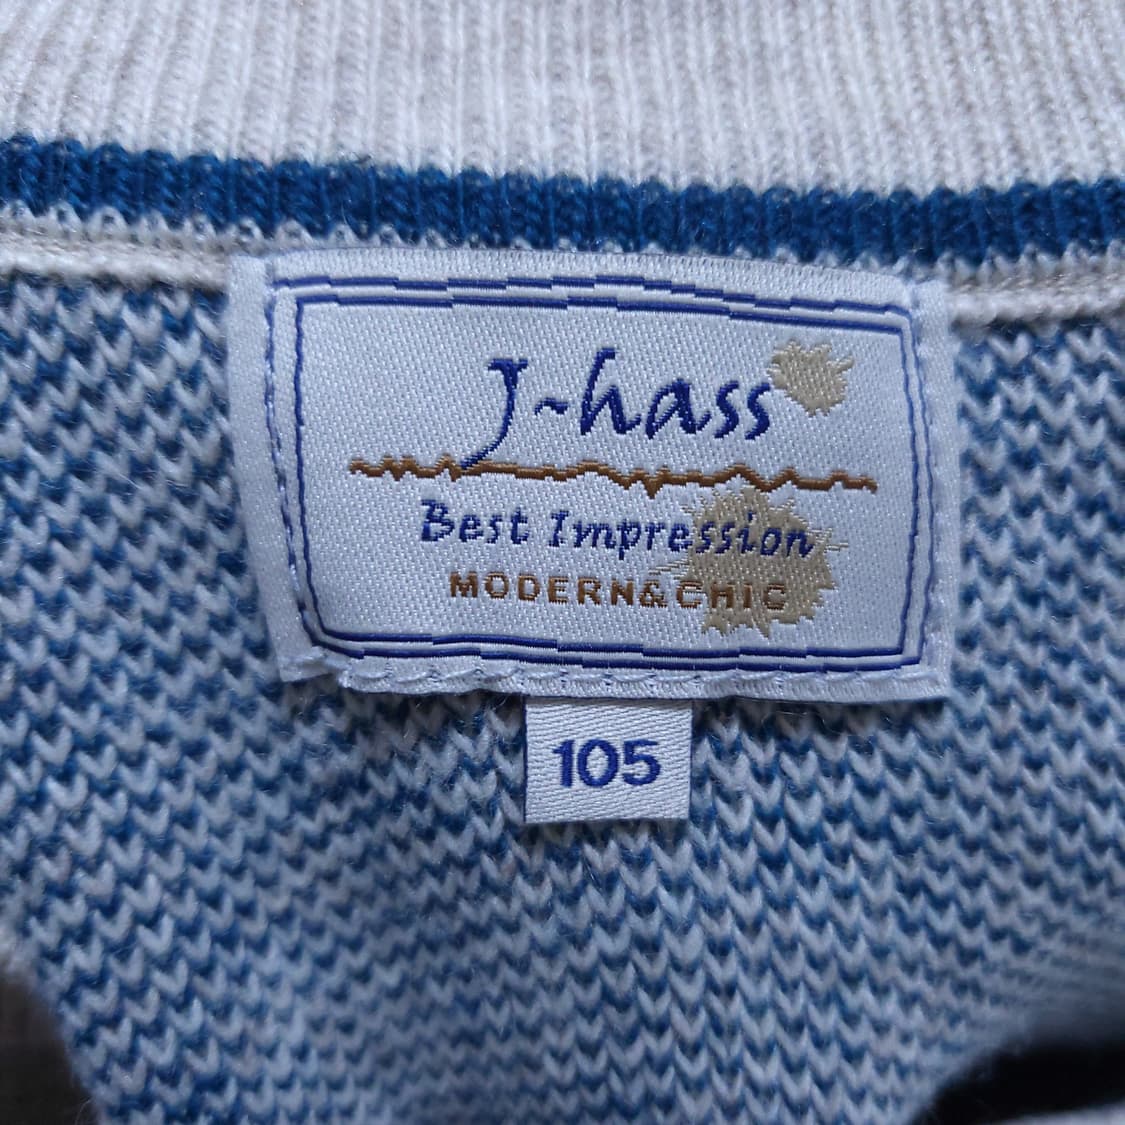 J~hass
Best Impression
MODERN&CHIC
105